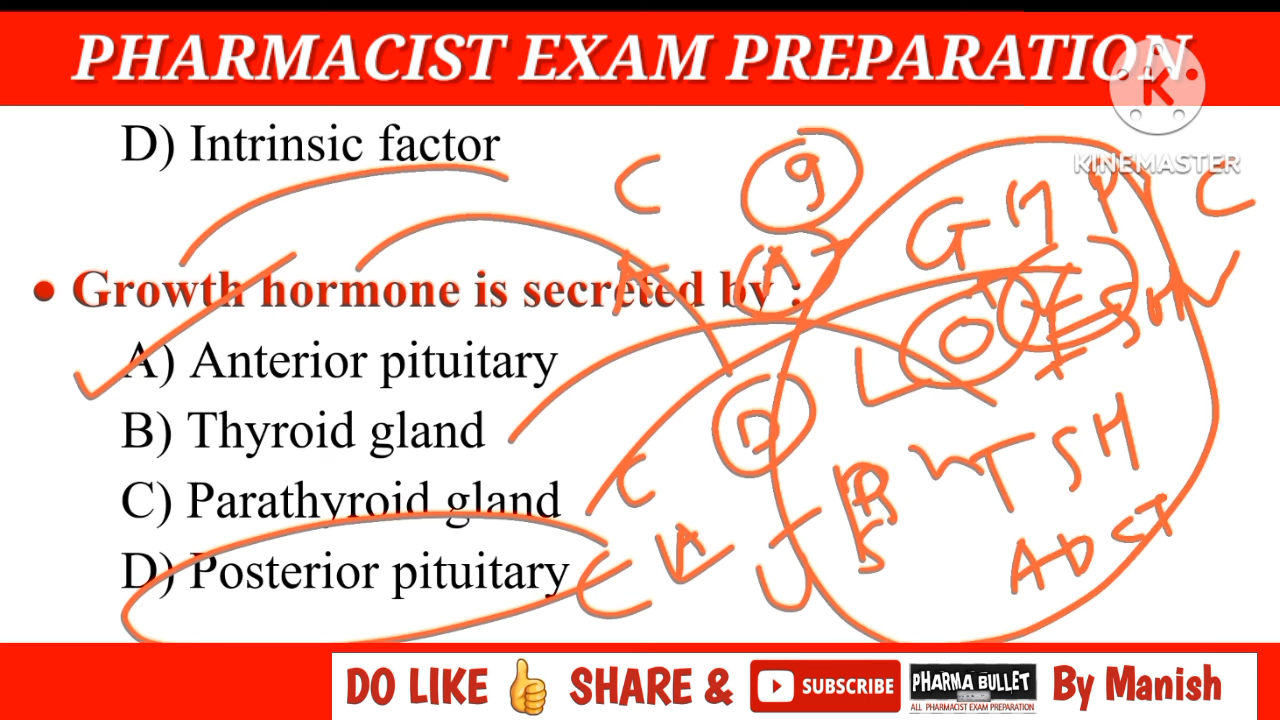 PHARMACIST EXAM PREPARATION
KINEMASTER
D) Intrinsic factor
• Growth hormone is secreted by :
A) Anterior pituitary
B) Thyroid gland
C) Parathyroid gland
D) Posterior pituitary
TSH
DO LIKE 👍 SHARE & SUBSCRIBE PHARMA BULLET By Manish
ALL PHARMACIST EXAM PREPARATION